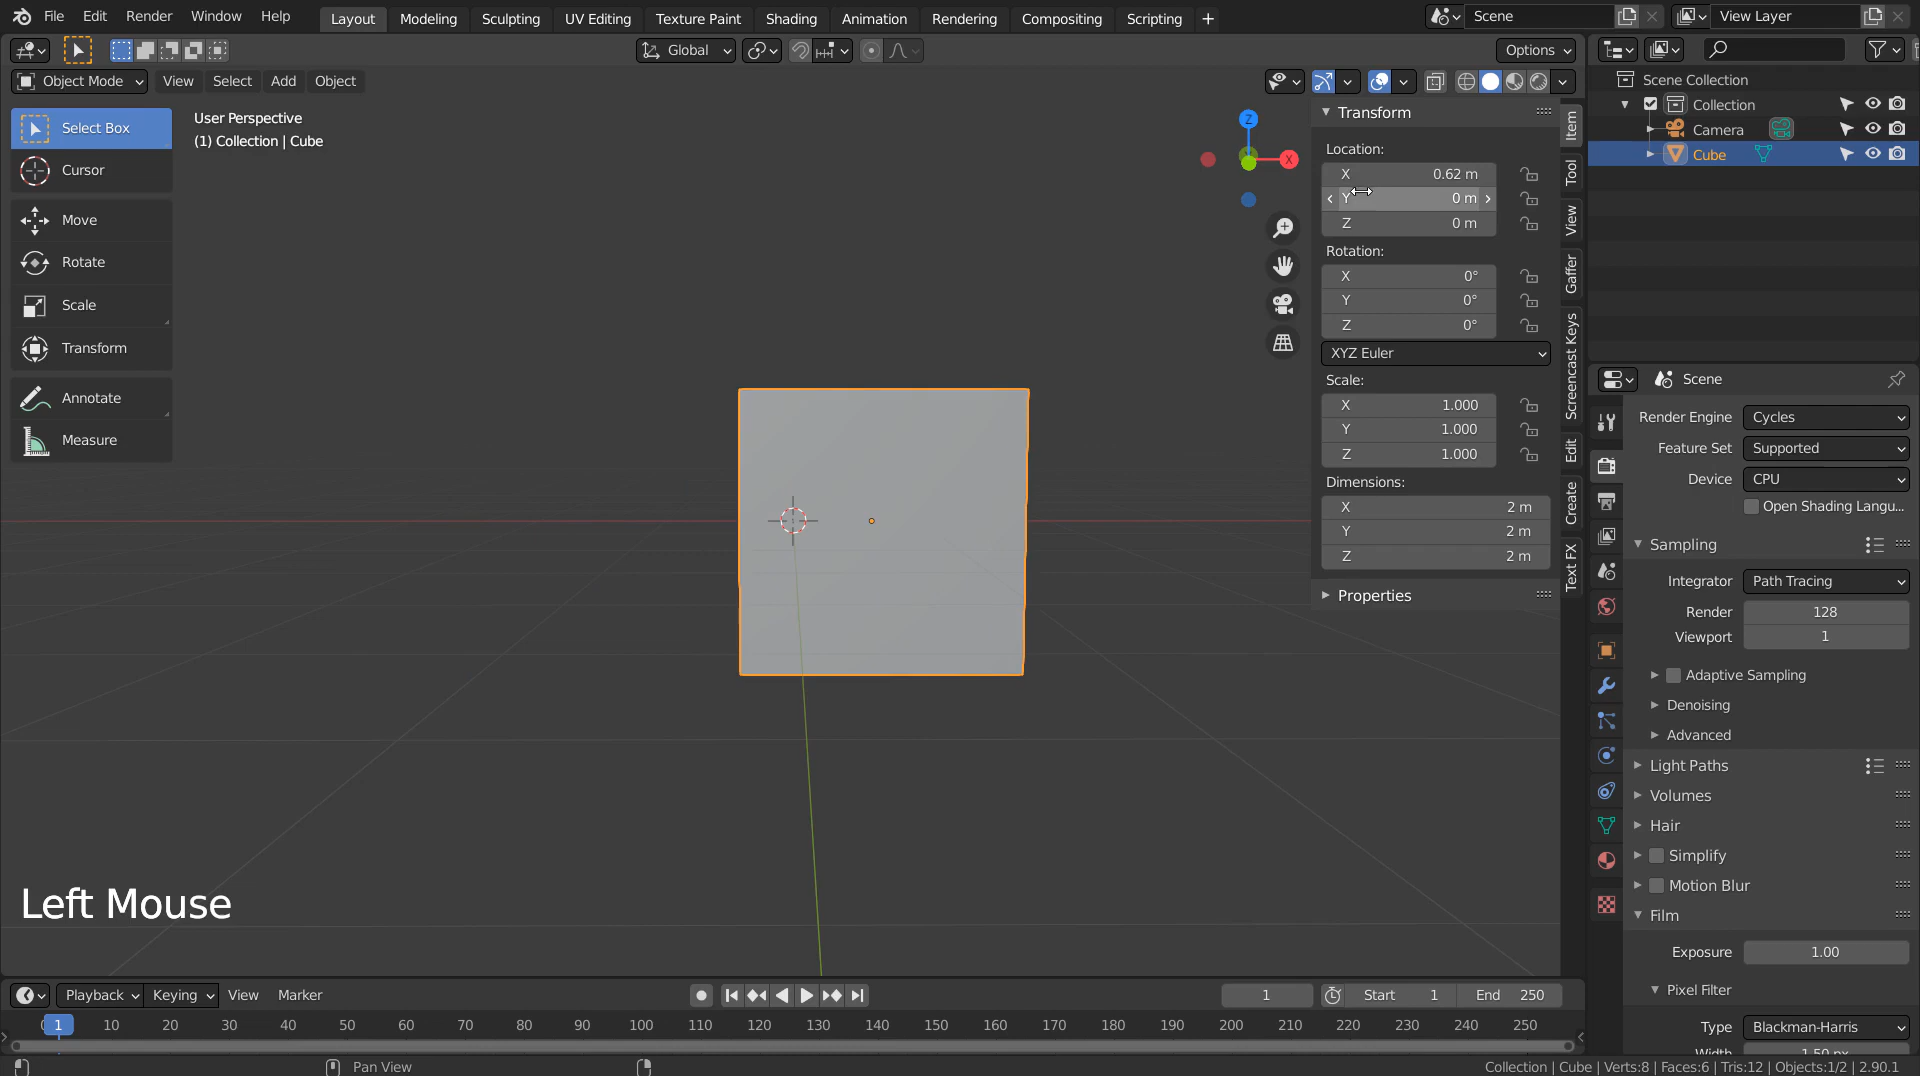 File Edit Render Window Help Layout Modeling Sculpting UV Editing Texture Paint Shading Animation Rendering Compositing Scripting + Scene View Layer
Global Options
Object Mode View Select Add Object
Select Box
Cursor
Move
Rotate
Scale
Transform
Annotate
Measure
User Perspective
(1) Collection | Cube
Z
X
Transform
Location:
X 0.62 m
Y 0 m
Z 0 m
Rotation:
X 0°
Y 0°
Z 0°
XYZ Euler
Scale:
X 1.000
Y 1.000
Z 1.000
Dimensions:
X 2 m
Y 2 m
Z 2 m
Properties
Item
Tool
View
Gaffer
Screencast Keys
Edit
Create
Text FX
Scene Collection
Collection
Camera
Cube
Scene
Render Engine Cycles
Feature Set Supported
Device CPU
Open Shading Langu...
Sampling
Integrator Path Tracing
Render 128
Viewport 1
Adaptive Sampling
Denoising
Advanced
Light Paths
Volumes
Hair
Simplify
Motion Blur
Film
Exposure 1.00
Pixel Filter
Type Blackman-Harris
Width 1.50 px
Left Mouse
Playback Keying View Marker 1 Start 1 End 250
1 10 20 30 40 50 60 70 80 90 100 110 120 130 140 150 160 170 180 190 200 210 220 230 240 250
Pan View
Collection | Cube | Verts:8 | Faces:6 | Tris:12 | Objects:1/2 | 2.90.1